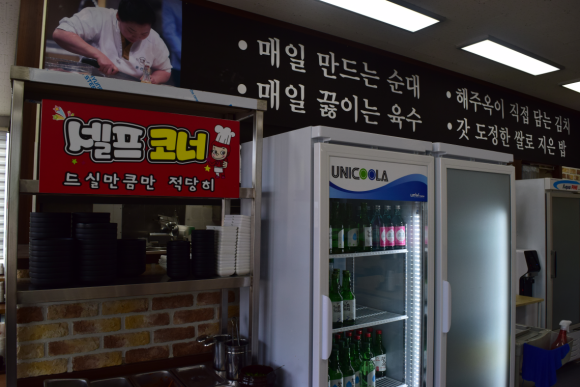 • 매일 만드는 순대
• 매일 끓이는 육수
• 해주옥이 직접 담는 김치
• 갓 도정한 쌀로 지은 밥
셀프 코너
드실만큼만 적당히
UNICOOLA